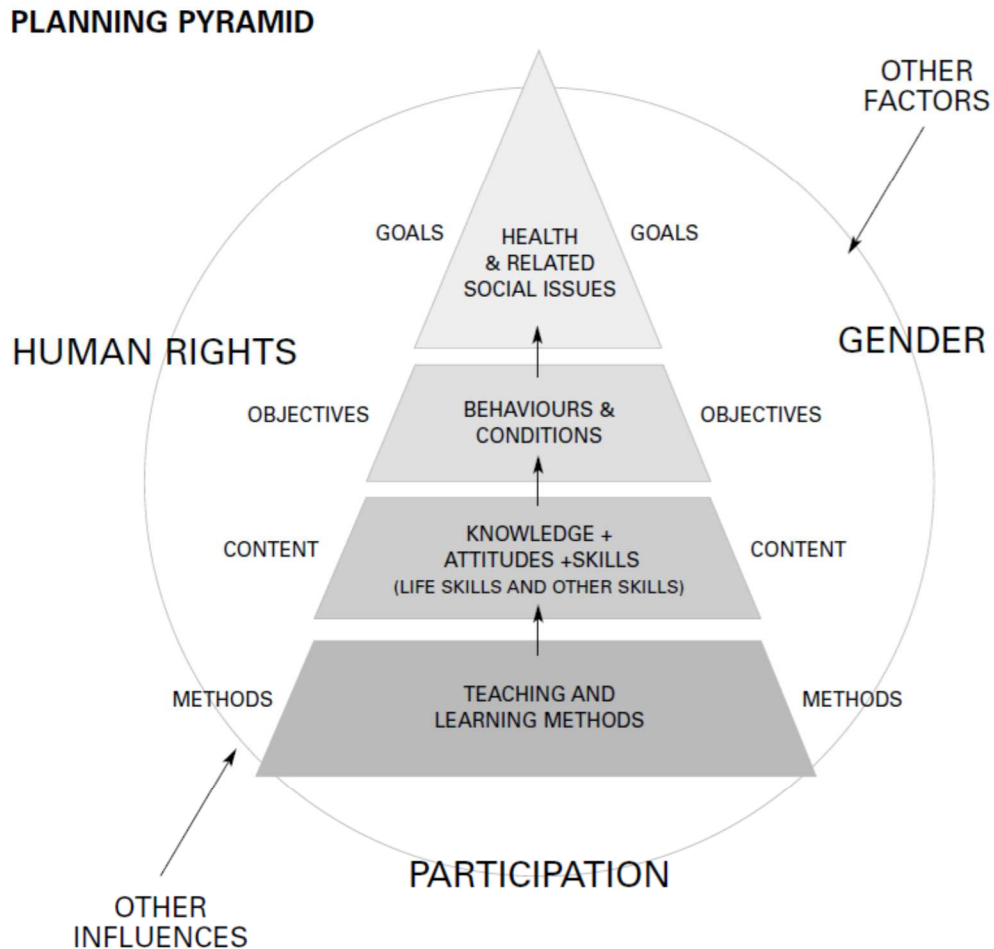 PLANNING PYRAMID
OTHER
FACTORS
GOALS
HEALTH
& RELATED
SOCIAL ISSUES
GOALS
HUMAN RIGHTS
GENDER
OBJECTIVES
BEHAVIOURS &
CONDITIONS
OBJECTIVES
CONTENT
KNOWLEDGE +
ATTITUDES +SKILLS
(LIFE SKILLS AND OTHER SKILLS)
CONTENT
METHODS
TEACHING AND
LEARNING METHODS
METHODS
PARTICIPATION
OTHER
INFLUENCES